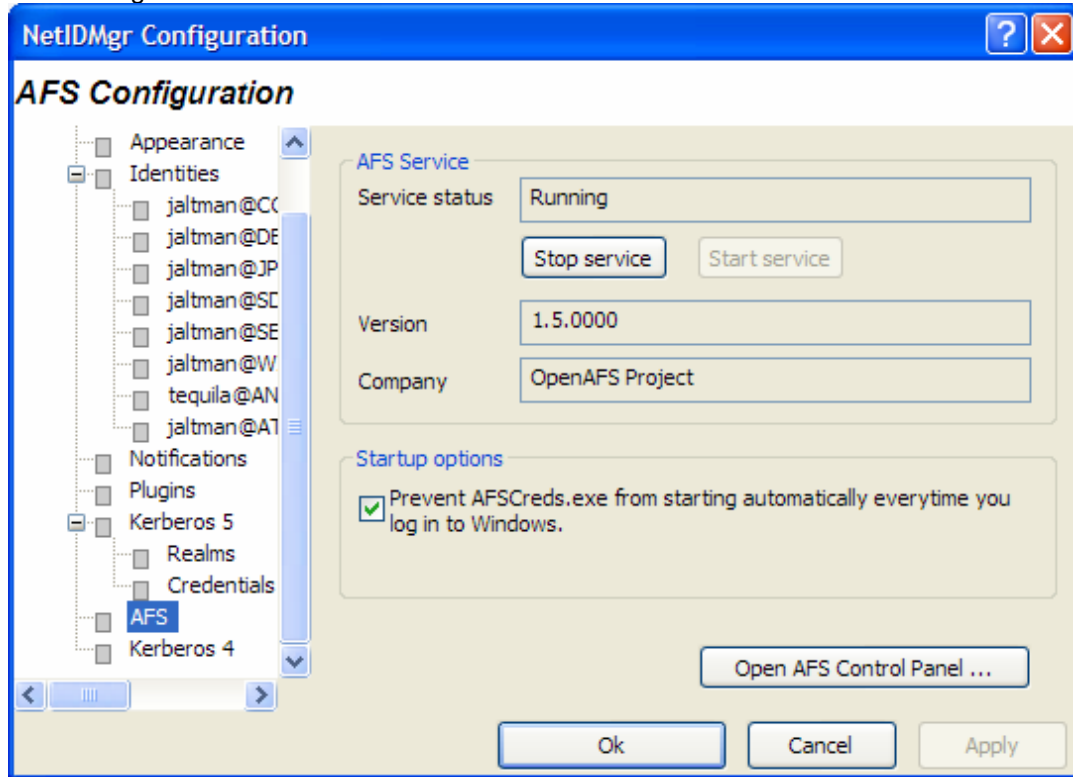 NetIDMgr Configuration
AFS Configuration
Appearance
Identities
jaltman@CC
jaltman@DE
jaltman@JP
jaltman@SD
jaltman@SE
jaltman@W
tequila@AN
jaltman@AT
Notifications
Plugins
Kerberos 5
Realms
Credentials
AFS
Kerberos 4
AFS Service
Service status Running
Stop service Start service
Version 1.5.0000
Company OpenAFS Project
Startup options
Prevent AFSCreds.exe from starting automatically everytime you
log in to Windows.
Open AFS Control Panel ...
Ok Cancel Apply